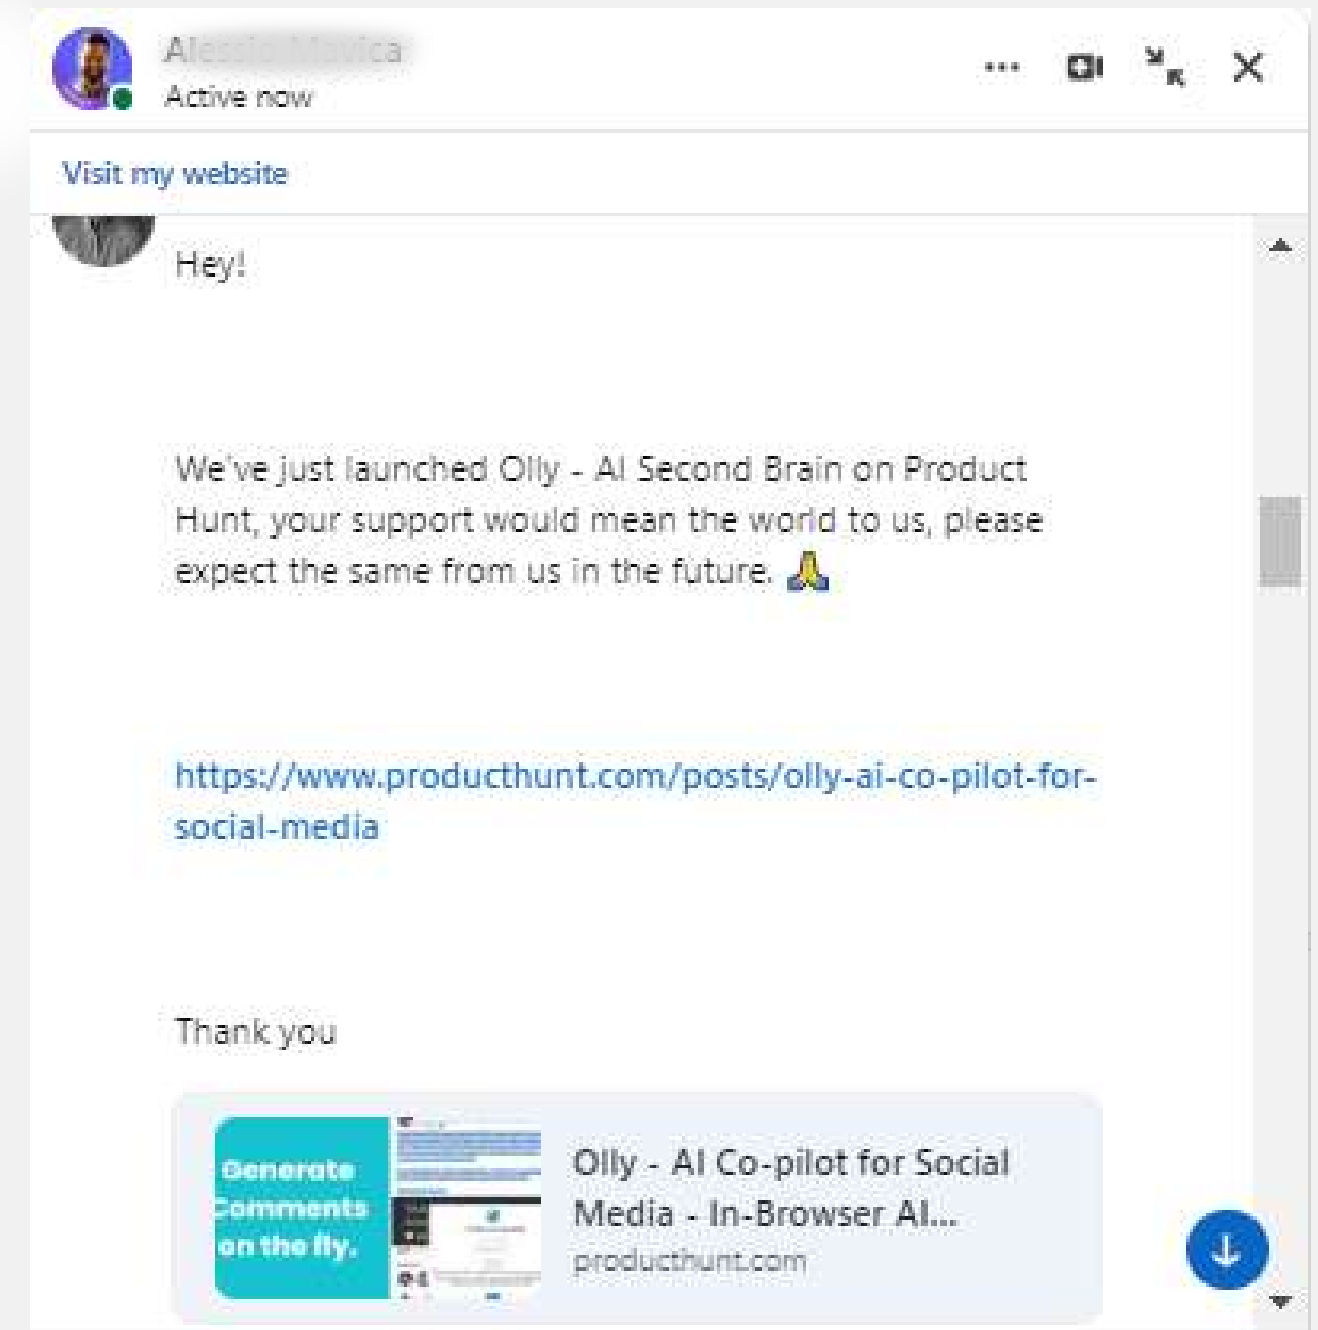 Active now
Visit my website
Hey!
We've just launched Olly - AI Second Brain on Product
Hunt, your support would mean the world to us, please
expect the same from us in the future. 🙏
https://www.producthunt.com/posts/olly-ai-co-pilot-for-
social-media
Thank you
Generate
Comments
on the fly.
Olly - AI Co-pilot for Social
Media - In-Browser AI...
producthunt.com